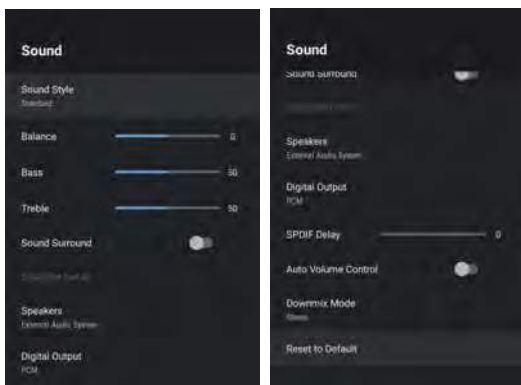 Sound
Sound Style
Standard
Balance 0
Bass 50
Treble 50
Sound Surround
Speakers
External Audio System
Digital Output
PCM
Sound
Sound Surround
Speakers
External Audio System
Digital Output
PCM
SPDIF Delay 0
Auto Volume Control
Downmix Mode
Stereo
Reset to Default